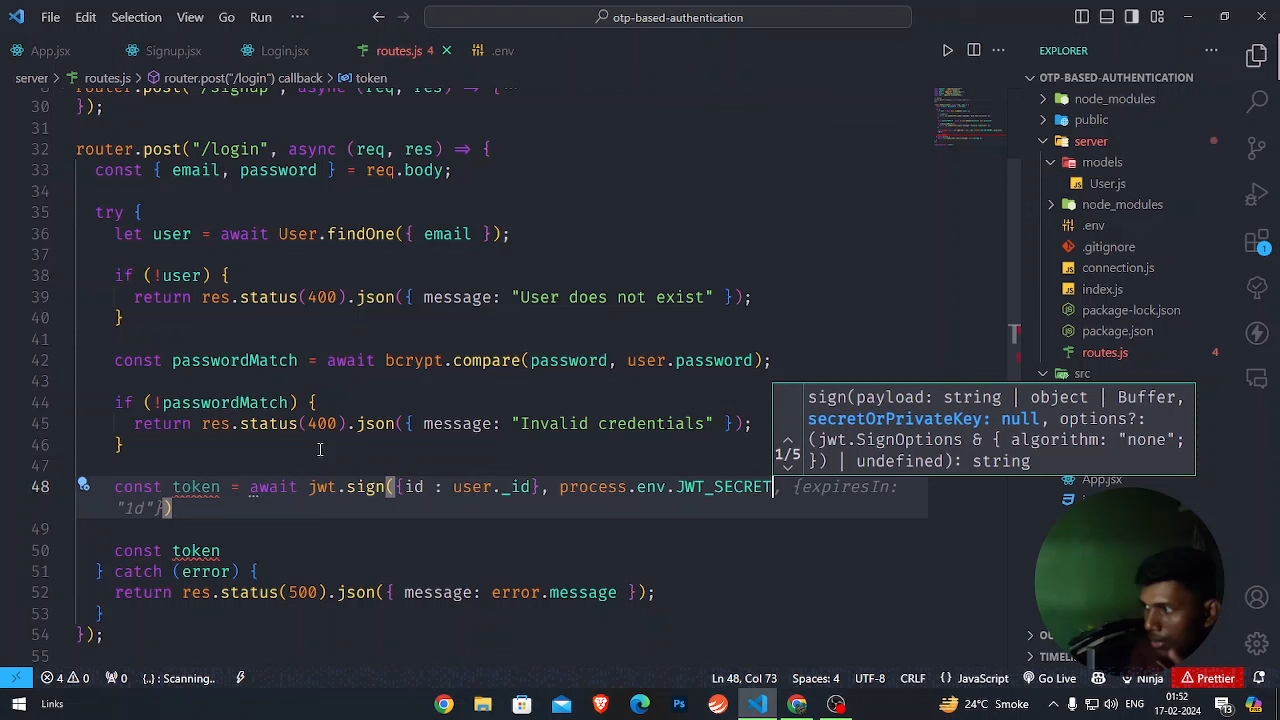 File Edit Selection View Go Run ··· otp-based-authentication
App.jsx Signup.jsx Login.jsx routes.js 4 .env
EXPLORER
server > routes.js > router.post("/login") callback > token
OTP-BASED-AUTHENTICATION
30 });
31
32 router.post("/login", async (req, res) => {
33 const { email, password } = req.body;
34
35 try {
36 let user = await User.findOne({ email });
37
38 if (!user) {
39 return res.status(400).json({ message: "User does not exist" });
40 }
41
42 const passwordMatch = await bcrypt.compare(password, user.password);
43
44 if (!passwordMatch) {
45 return res.status(400).json({ message: "Invalid credentials" });
46 }
47
48 const token = await jwt.sign({id : user._id}, process.env.JWT_SECRET, {expiresIn:
"1d"})
49
50 const token
51 } catch (error) {
52 return res.status(500).json({ message: error.message });
53 }
54 });
55
sign(payload: string | object | Buffer,
secretOrPrivateKey: null, options?:
1/5 (jwt.SignOptions & { algorithm: "none";
}) | undefined): string
node_modules
public
server
models
User.js
node_modules
.env
.gitignore
connection.js
index.js
package-lock.json
package.json
routes.js 4
src
App.jsx
OU
TIMELI
4 0 0 {..} : Scanning.. Ln 48, Col 73 Spaces: 4 UTF-8 CRLF { } JavaScript Go Live Ninja Prettier
Links 24°C Smoke 01:52
17-02-2024